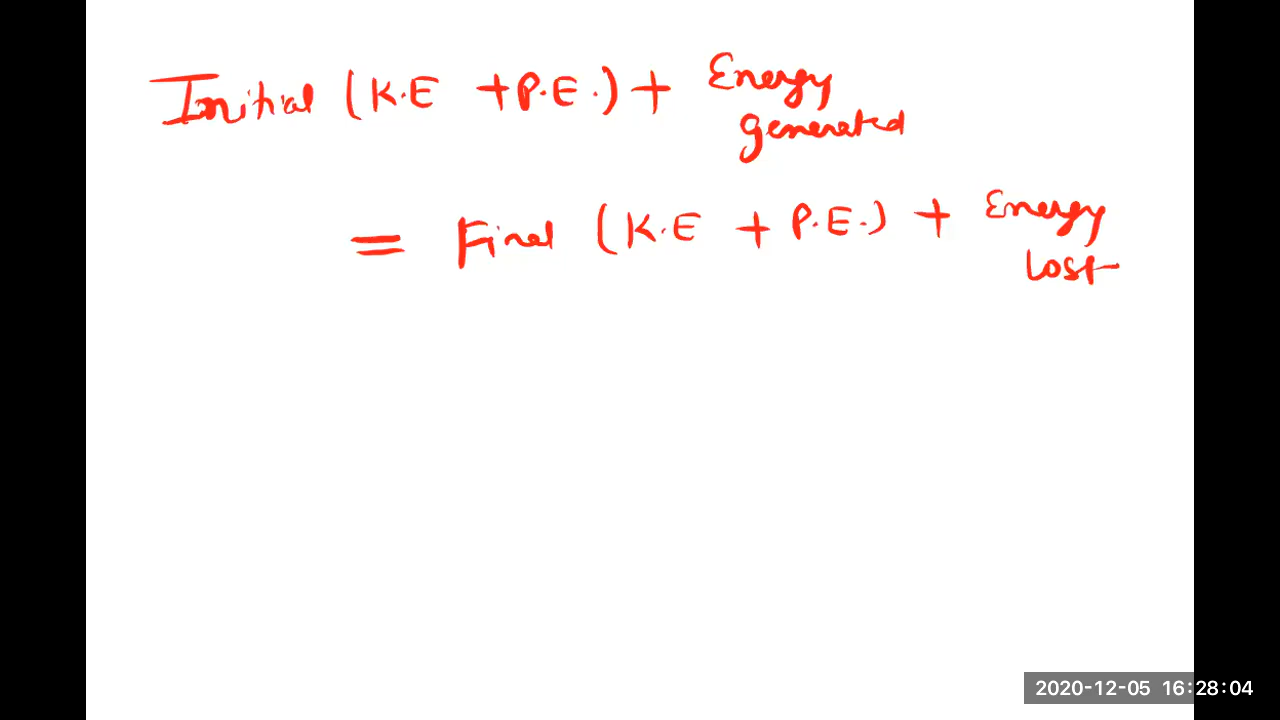 Initial (K.E + P.E.) + Energy generated
= Final (K.E + P.E.) + Energy lost
2020-12-05 16:28:04